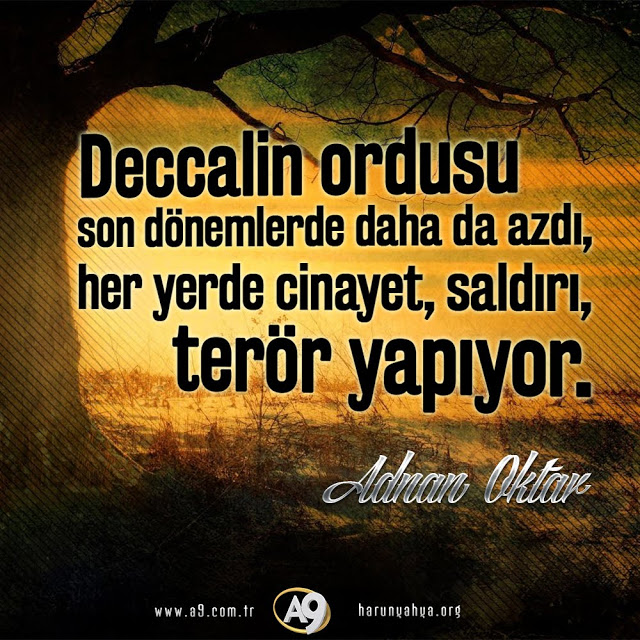 Deccalin ordusu
son dönemlerde daha da azdı,
her yerde cinayet, saldırı,
terör yapıyor.
Adnan Oktar
www.a9.com.tr A9 harunyahya.org